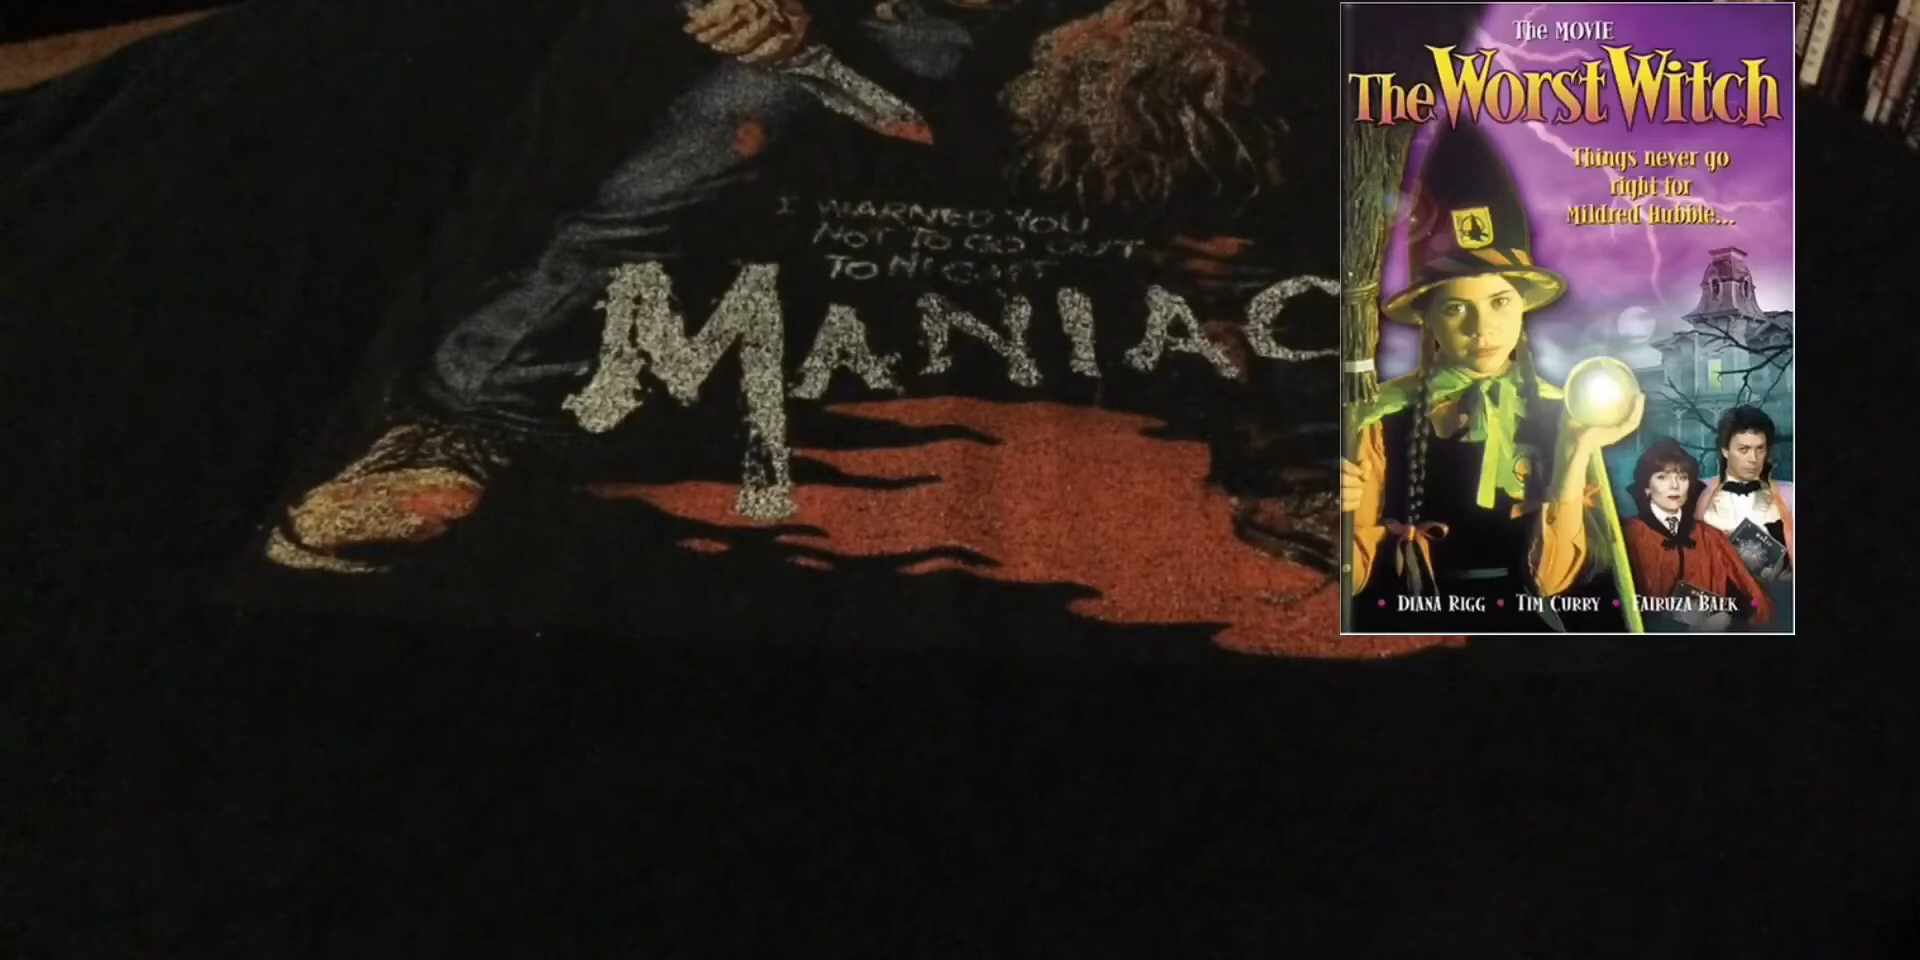 I WARNED YOU
NOT TO GO OUT
TONIGHT
MANIAC
The MOVIE
The Worst Witch
Things never go
right for
Mildred Hubble...
• DIANA RIGG • TIM CURRY • FAIRUZA BALK •